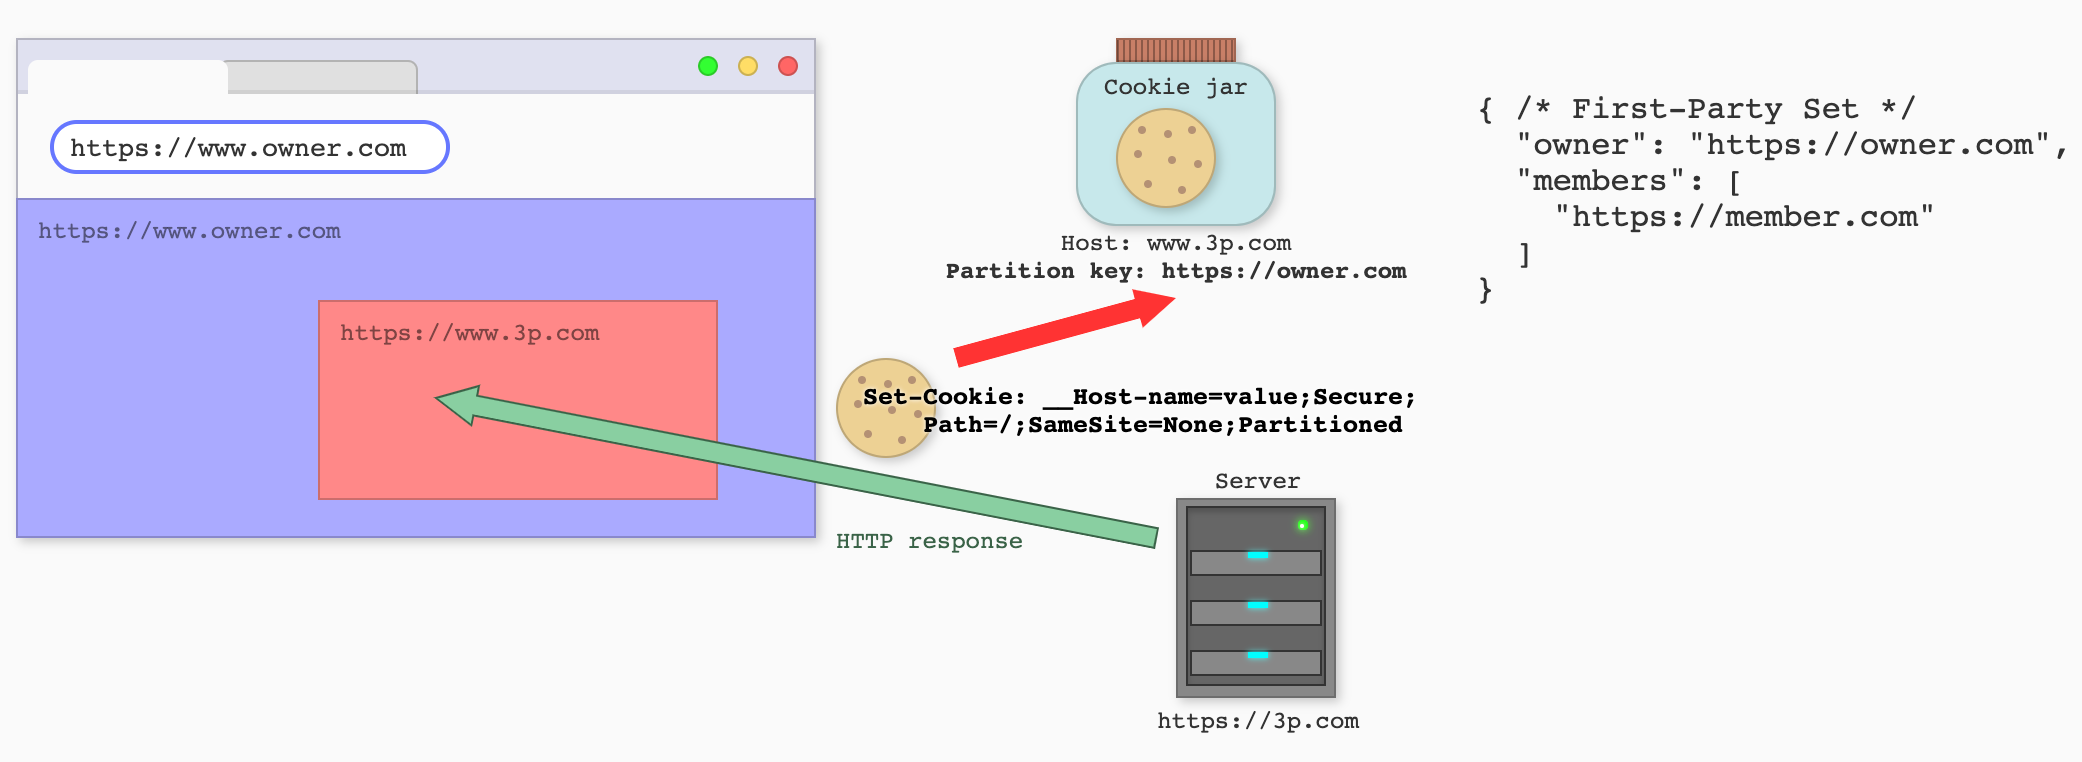 https://www.owner.com
https://www.owner.com
https://www.3p.com
Cookie jar
Host: www.3p.com
Partition key: https://owner.com
Set-Cookie: __Host-name=value;Secure;
Path=/;SameSite=None;Partitioned
HTTP response
Server
https://3p.com
{ /* First-Party Set */
"owner": "https://owner.com",
"members": [
"https://member.com"
]
}